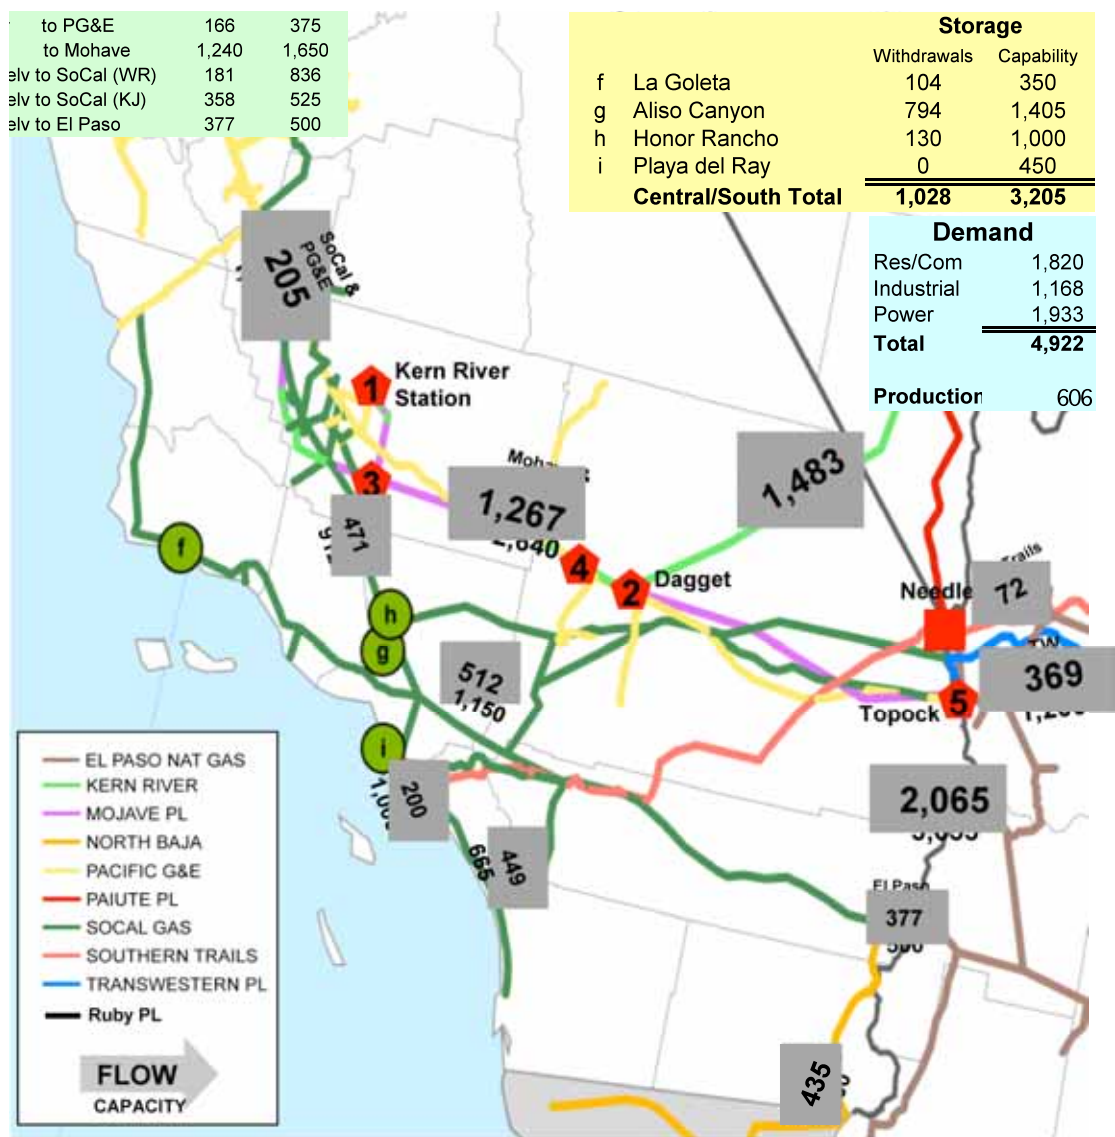 to PG&E 166 375
to Mohave 1,240 1,650
elv to SoCal (WR) 181 836
elv to SoCal (KJ) 358 525
elv to El Paso 377 500
Storage
Withdrawals Capability
f La Goleta 104 350
g Aliso Canyon 794 1,405
h Honor Rancho 130 1,000
i Playa del Ray 0 450
Central/South Total 1,028 3,205
Demand
Res/Com 1,820
Industrial 1,168
Power 1,933
Total 4,922
Production 606
SoCal &
PG&E
205
1
Kern River
Station
3
1,267
2,640
1,483
471
4
2
Dagget
Needle
Trails
72
TW
369
5
Topock
f
h
g
i
512
1,150
200
665
449
2,065
El Paso
377
500
435
EL PASO NAT GAS
KERN RIVER
MOJAVE PL
NORTH BAJA
PACIFIC G&E
PAIUTE PL
SOCAL GAS
SOUTHERN TRAILS
TRANSWESTERN PL
Ruby PL
FLOW
CAPACITY